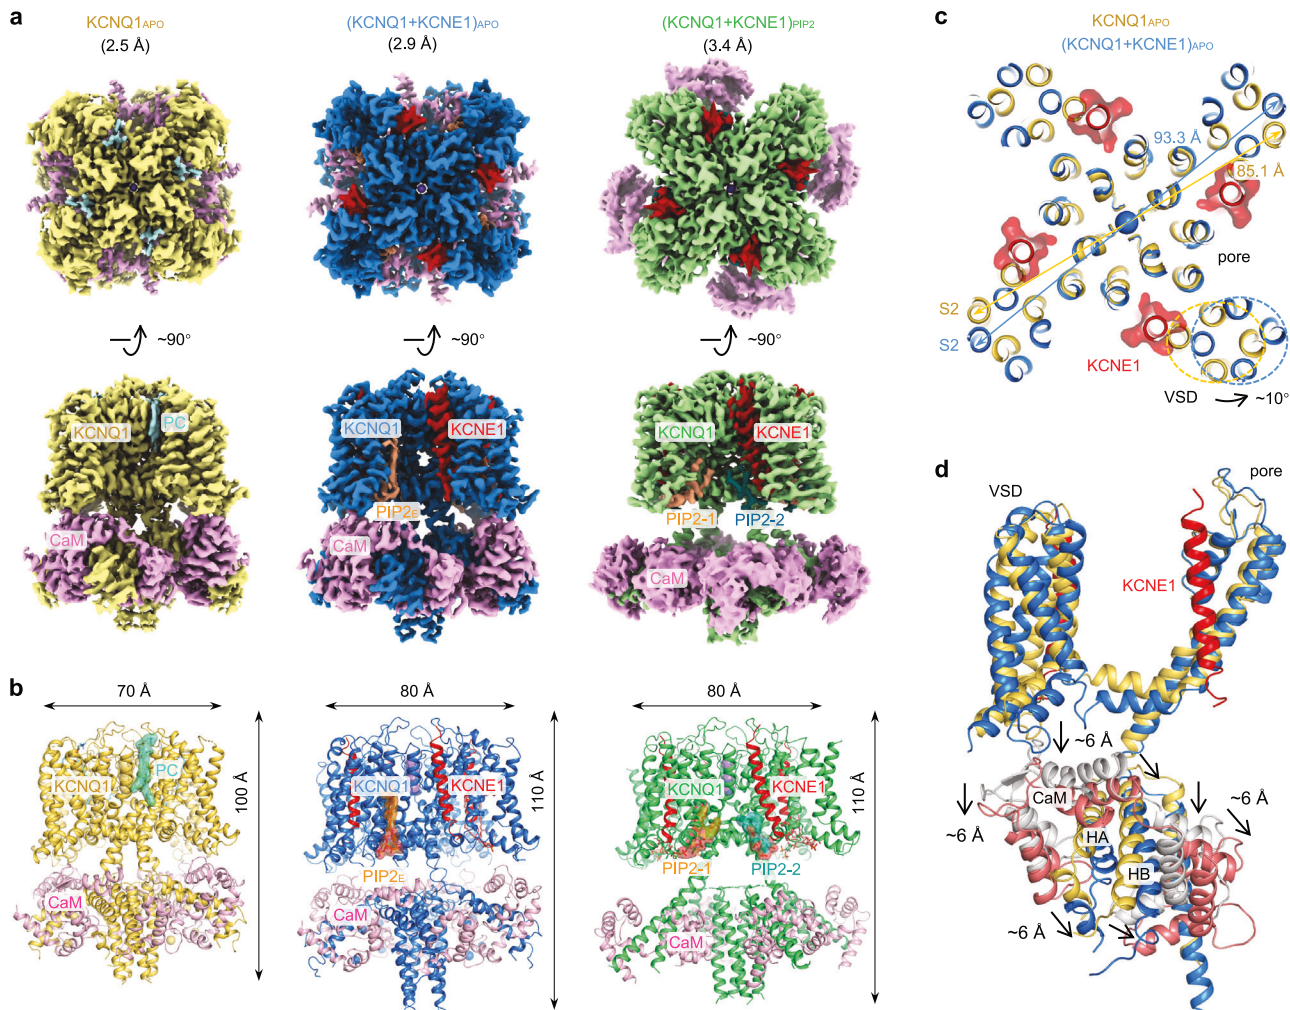 a
KCNQ1APO
(2.5 Å)
(KCNQ1+KCNE1)APO
(2.9 Å)
(KCNQ1+KCNE1)PIP2
(3.4 Å)
~90°
~90°
~90°
KCNQ1
PC
CaM
KCNQ1
KCNE1
PIP2E
CaM
KCNQ1
KCNE1
PIP2-1
PIP2-2
CaM
b
70 Å
80 Å
80 Å
KCNQ1
PC
CaM
100 Å
KCNQ1
KCNE1
PIP2E
CaM
110 Å
KCNQ1
KCNE1
PIP2-1
PIP2-2
CaM
110 Å
c
KCNQ1APO
(KCNQ1+KCNE1)APO
93.3 Å
85.1 Å
pore
S2
S2
KCNE1
VSD
~10°
d
VSD
pore
KCNE1
~6 Å
CaM
~6 Å
~6 Å
HA
HB
~6 Å